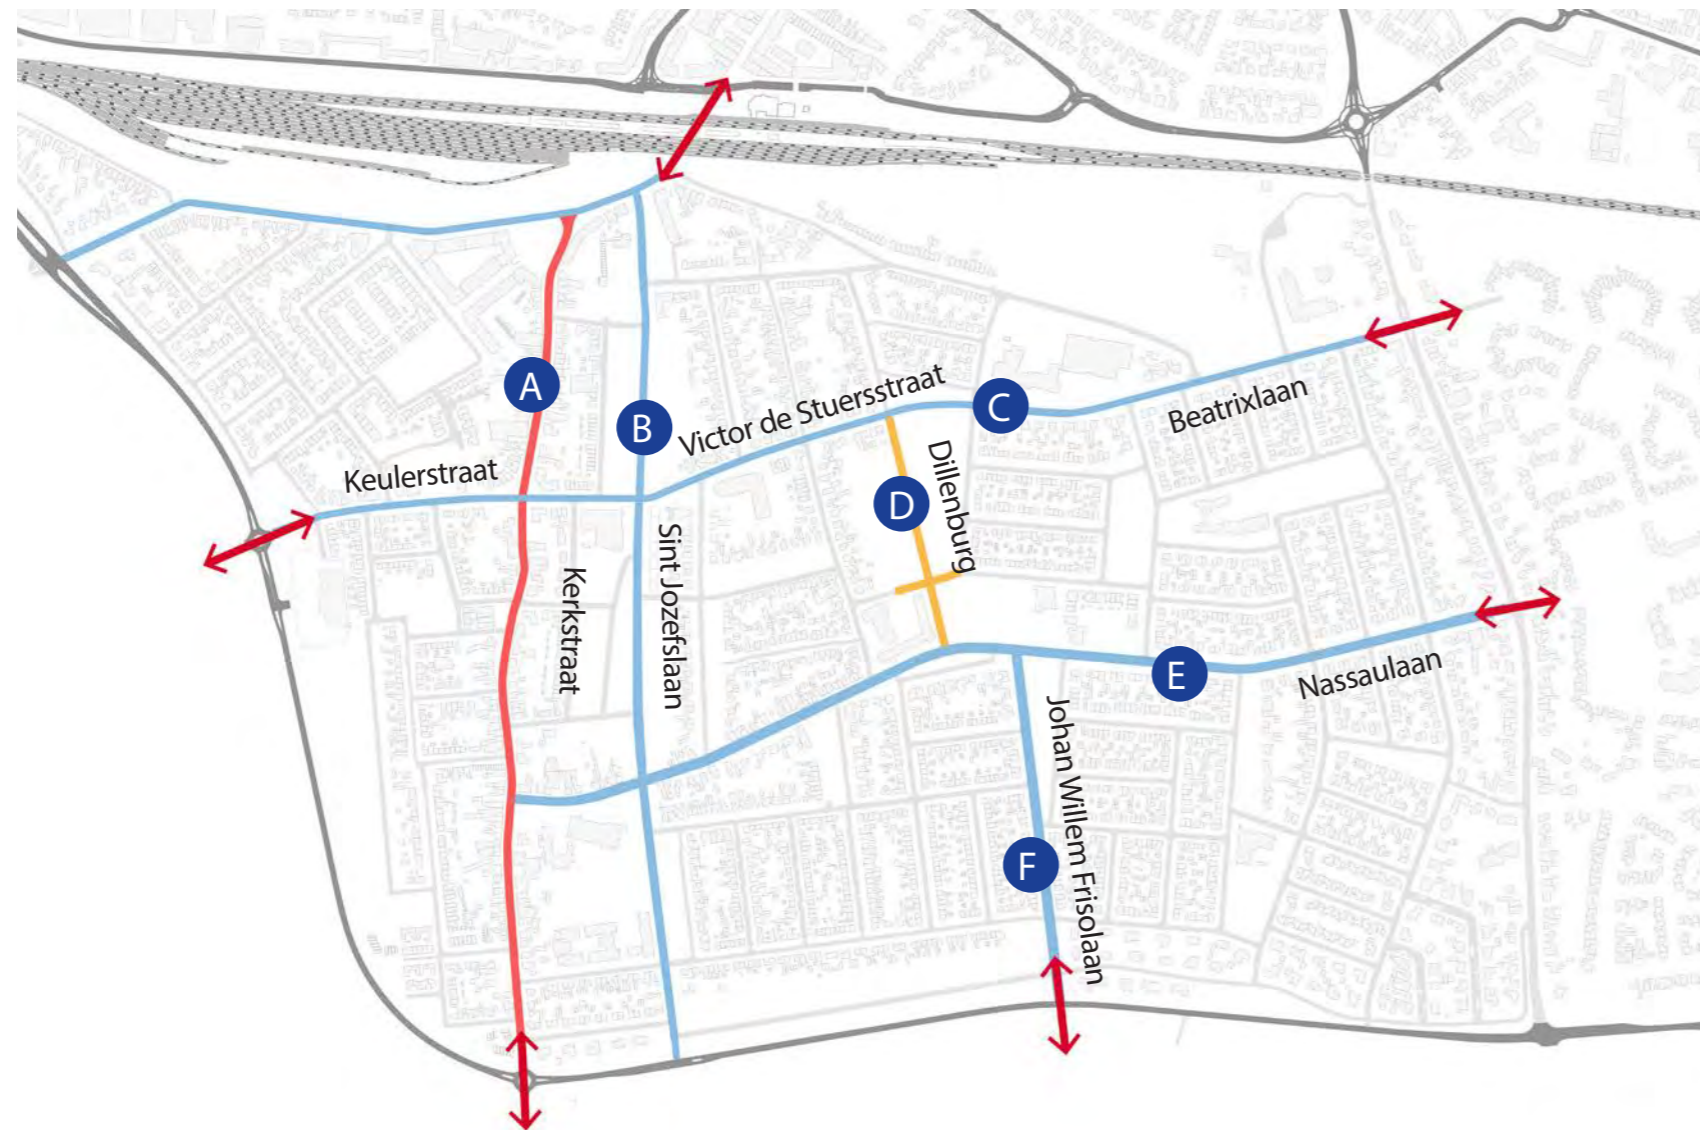 A
B
Victor de Stuersstraat
C
Beatrixlaan
Keulerstraat
D
Dillenburg
Kerkstraat
Sint Jozefslaan
E
Nassaulaan
Johan Willem Frisolaan
F